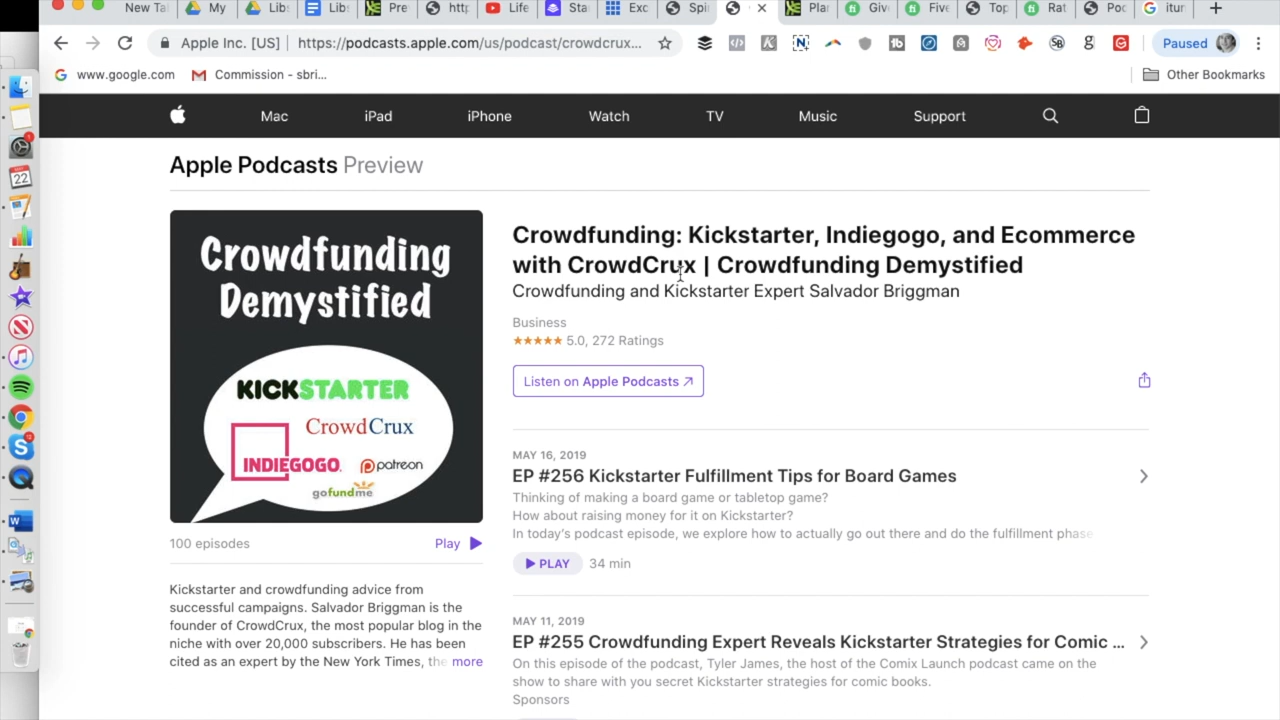 New Ta
My
Lib
Lib
Pre
htt
Life
Sta
Exc
Spi
Plar
Giv
Five
Top
Rat
Poc
itur
Apple Inc. [US]
https://podcasts.apple.com/us/podcast/crowdcrux...
Paused
www.google.com
Commission - sbri...
Other Bookmarks
Mac
iPad
iPhone
Watch
TV
Music
Support
Apple Podcasts Preview
Crowdfunding
Demystified
KICKSTARTER
CrowdCrux
INDIEGOGO.
patreon
gofundme
100 episodes
Play
Kickstarter and crowdfunding advice from
successful campaigns. Salvador Briggman is the
founder of CrowdCrux, the most popular blog in the
niche with over 20,000 subscribers. He has been
cited as an expert by the New York Times, the more
Crowdfunding: Kickstarter, Indiegogo, and Ecommerce
with CrowdCrux | Crowdfunding Demystified
Crowdfunding and Kickstarter Expert Salvador Briggman
Business
★★★★★ 5.0, 272 Ratings
Listen on Apple Podcasts ↗
MAY 16, 2019
EP #256 Kickstarter Fulfillment Tips for Board Games
Thinking of making a board game or tabletop game?
How about raising money for it on Kickstarter?
In today's podcast episode, we explore how to actually go out there and do the fulfillment phase
PLAY
34 min
MAY 11, 2019
EP #255 Crowdfunding Expert Reveals Kickstarter Strategies for Comic ...
On this episode of the podcast, Tyler James, the host of the Comix Launch podcast came on the
show to share with you secret Kickstarter strategies for comic books.
Sponsors